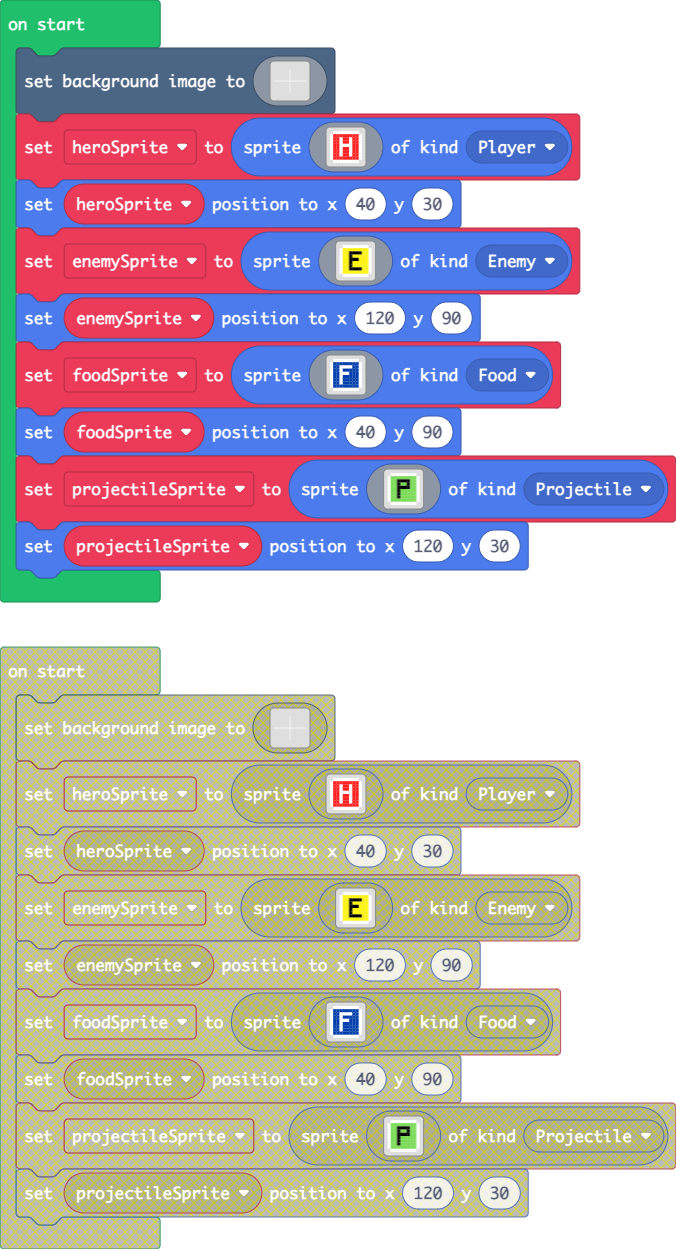 on start
set background image to
set heroSprite to sprite H of kind Player
set heroSprite position to x 40 y 30
set enemySprite to sprite E of kind Enemy
set enemySprite position to x 120 y 90
set foodSprite to sprite F of kind Food
set foodSprite position to x 40 y 90
set projectileSprite to sprite P of kind Projectile
set projectileSprite position to x 120 y 30
on start
set background image to
set heroSprite to sprite H of kind Player
set heroSprite position to x 40 y 30
set enemySprite to sprite E of kind Enemy
set enemySprite position to x 120 y 90
set foodSprite to sprite F of kind Food
set foodSprite position to x 40 y 90
set projectileSprite to sprite P of kind Projectile
set projectileSprite position to x 120 y 30